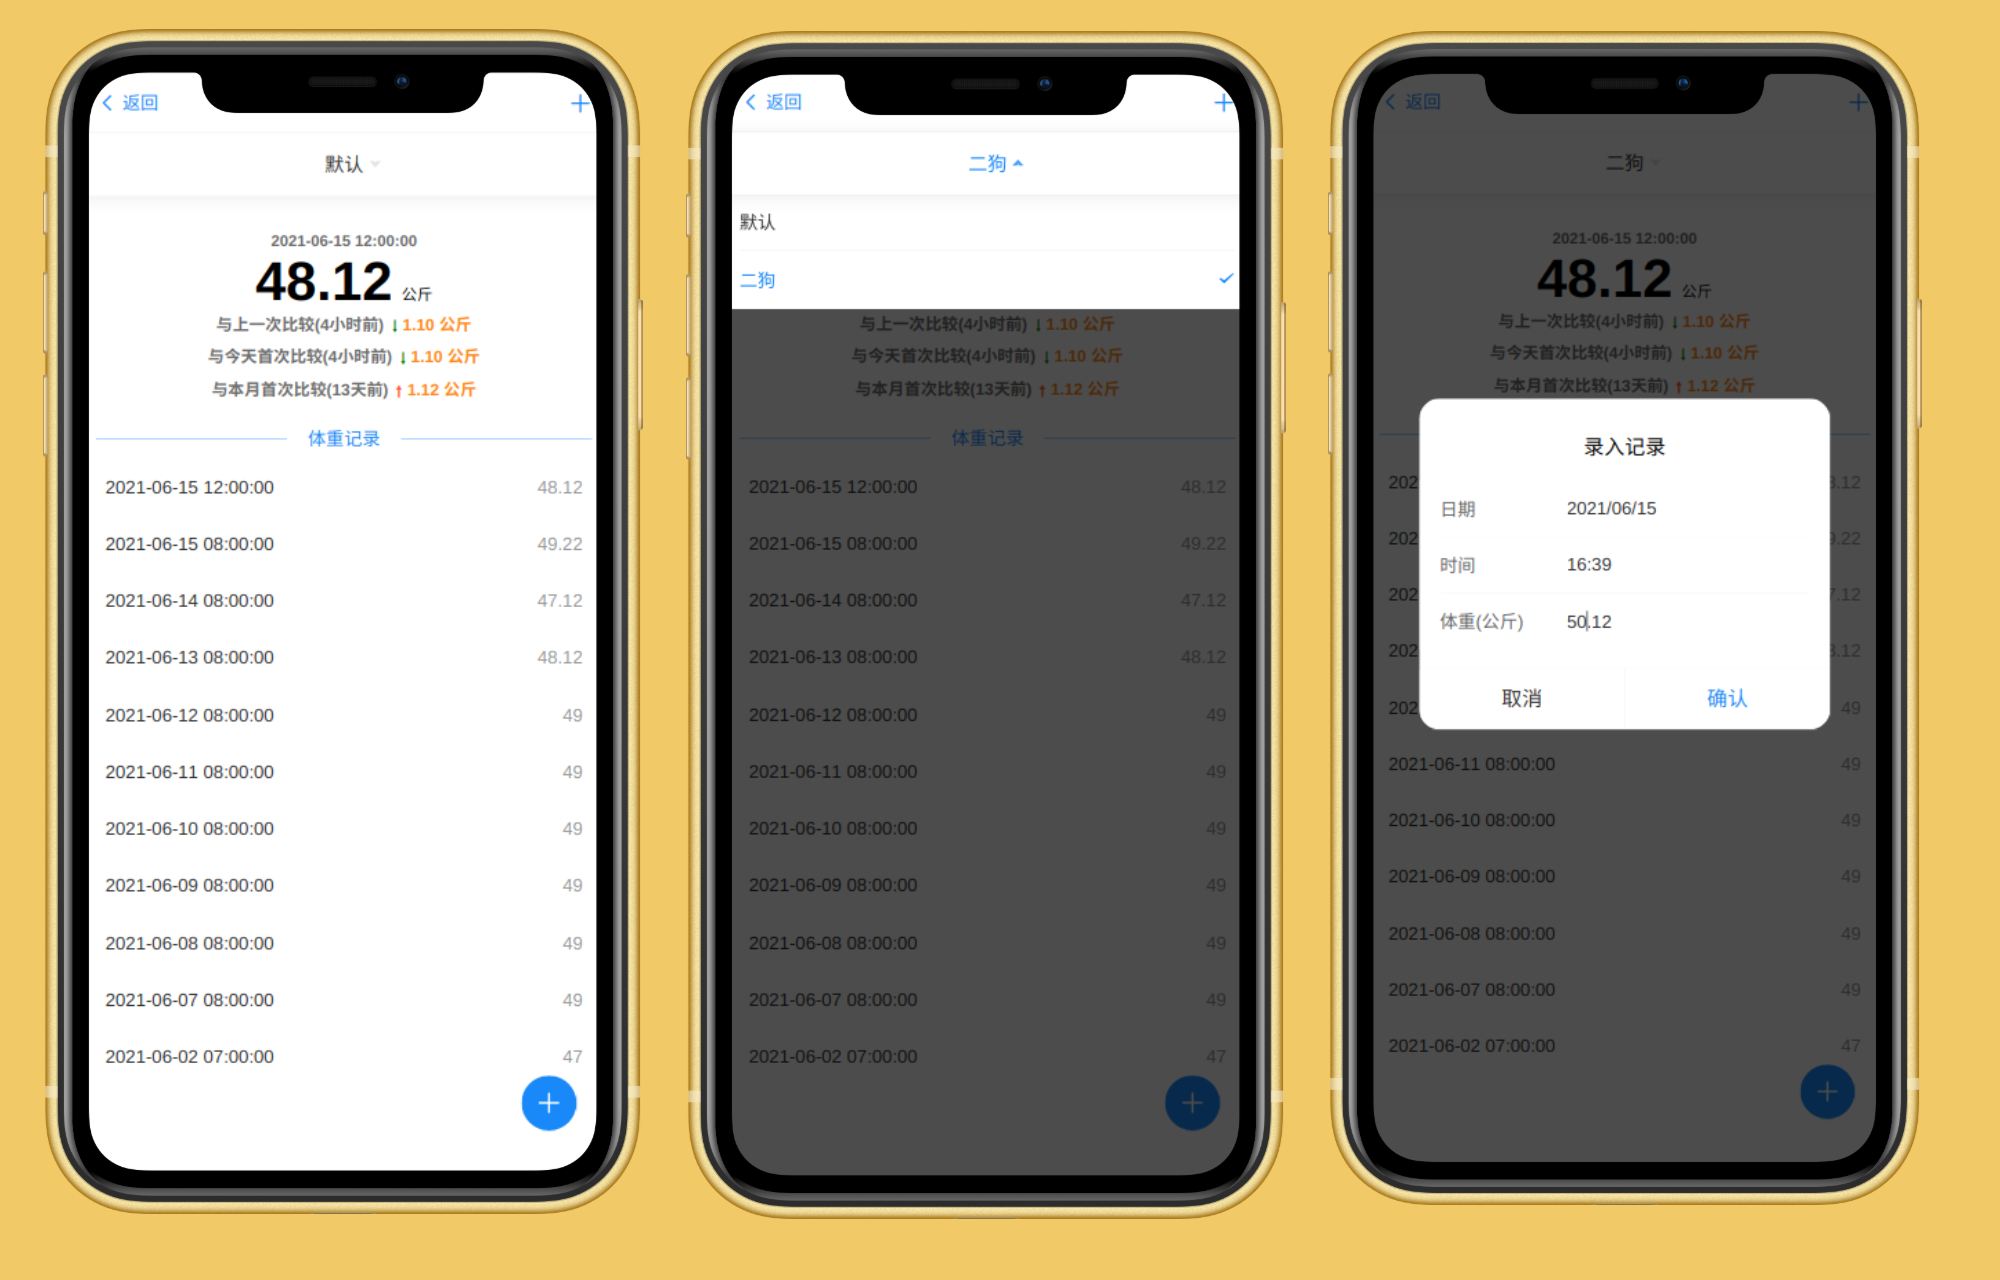 返回
默认
2021-06-15 12:00:00
48.12 公斤
与上一次比较(4小时前) ↓ 1.10 公斤
与今天首次比较(4小时前) ↓ 1.10 公斤
与本月首次比较(13天前) ↑ 1.12 公斤
体重记录
2021-06-15 12:00:00 48.12
2021-06-15 08:00:00 49.22
2021-06-14 08:00:00 47.12
2021-06-13 08:00:00 48.12
2021-06-12 08:00:00 49
2021-06-11 08:00:00 49
2021-06-10 08:00:00 49
2021-06-09 08:00:00 49
2021-06-08 08:00:00 49
2021-06-07 08:00:00 49
2021-06-02 07:00:00 47
返回
二狗
默认
二狗
与上一次比较(4小时前) ↓ 1.10 公斤
与今天首次比较(4小时前) ↓ 1.10 公斤
与本月首次比较(13天前) ↑ 1.12 公斤
体重记录
2021-06-15 12:00:00 48.12
2021-06-15 08:00:00 49.22
2021-06-14 08:00:00 47.12
2021-06-13 08:00:00 48.12
2021-06-12 08:00:00 49
2021-06-11 08:00:00 49
2021-06-10 08:00:00 49
2021-06-09 08:00:00 49
2021-06-08 08:00:00 49
2021-06-07 08:00:00 49
2021-06-02 07:00:00 47
返回
二狗
2021-06-15 12:00:00
48.12 公斤
与上一次比较(4小时前) ↓ 1.10 公斤
与今天首次比较(4小时前) ↓ 1.10 公斤
与本月首次比较(13天前) ↑ 1.12 公斤
录入记录
日期 2021/06/15
时间 16:39
体重(公斤) 50.12
取消 确认
49
2021-06-11 08:00:00 49
2021-06-10 08:00:00 49
2021-06-09 08:00:00 49
2021-06-08 08:00:00 49
2021-06-07 08:00:00 49
2021-06-02 07:00:00 47